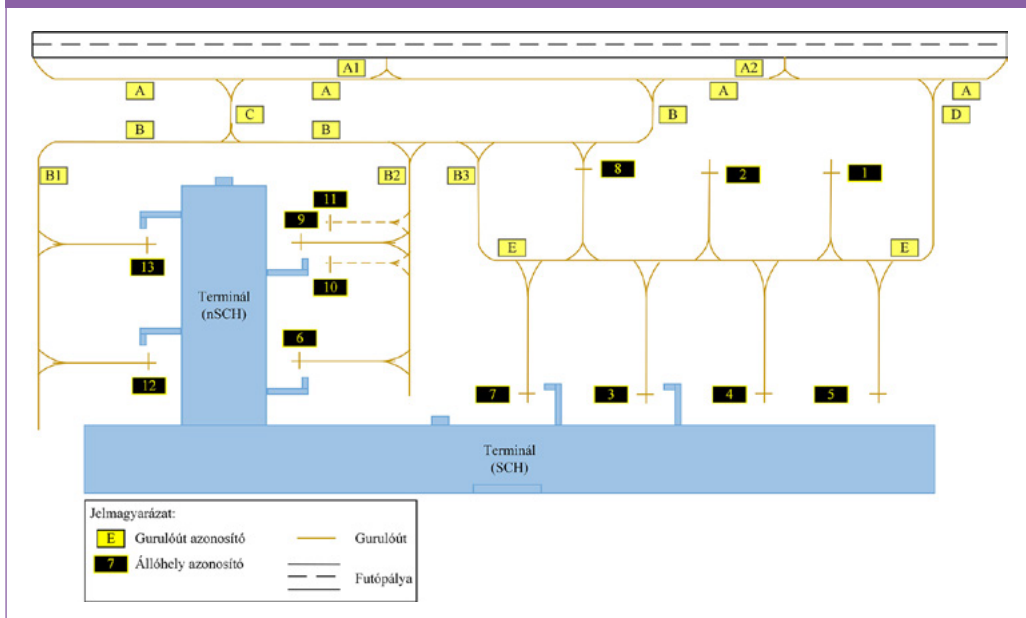 A1 A2
A A A A
C B D
B B
B1 B2 B3
8 2 1
11
9
E E
13 10
Terminál
(nSCH)
6
12 7 3 4 5
Terminál
(SCH)
Jelmagyarázat:
E Gurulóút azonosító Gurulóút
7 Állóhely azonosító
Futópálya